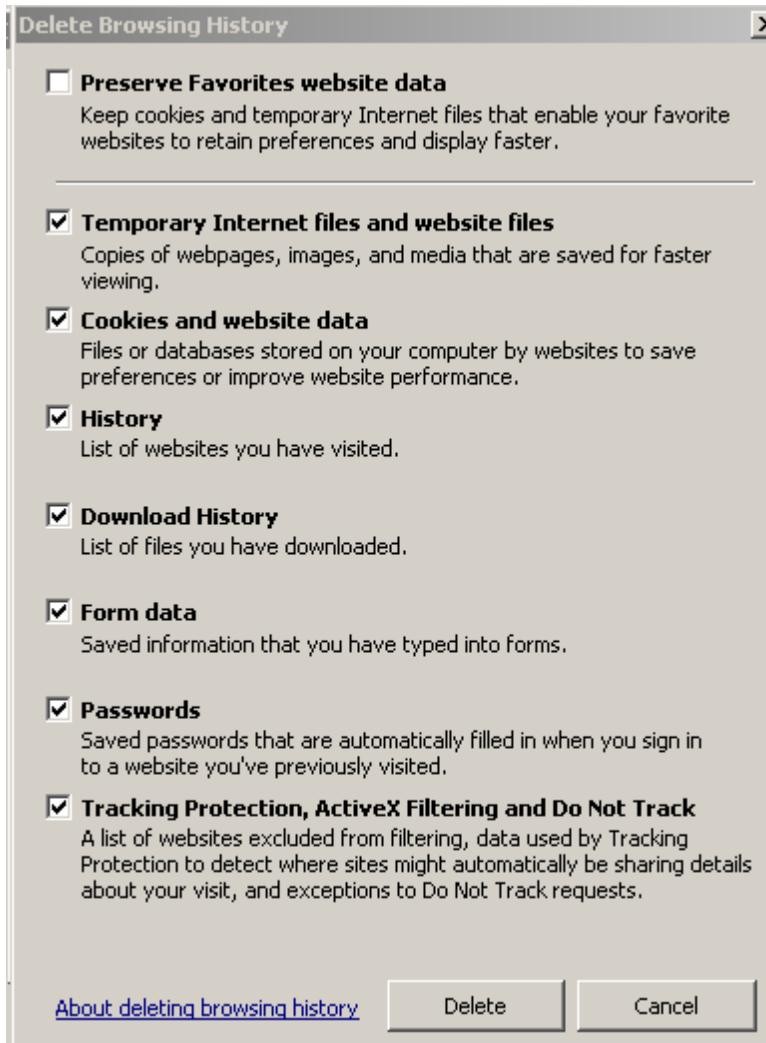 Delete Browsing History
Preserve Favorites website data
Keep cookies and temporary Internet files that enable your favorite
websites to retain preferences and display faster.
Temporary Internet files and website files
Copies of webpages, images, and media that are saved for faster
viewing.
Cookies and website data
Files or databases stored on your computer by websites to save
preferences or improve website performance.
History
List of websites you have visited.
Download History
List of files you have downloaded.
Form data
Saved information that you have typed into forms.
Passwords
Saved passwords that are automatically filled in when you sign in
to a website you've previously visited.
Tracking Protection, ActiveX Filtering and Do Not Track
A list of websites excluded from filtering, data used by Tracking
Protection to detect where sites might automatically be sharing details
about your visit, and exceptions to Do Not Track requests.
About deleting browsing history
Delete
Cancel